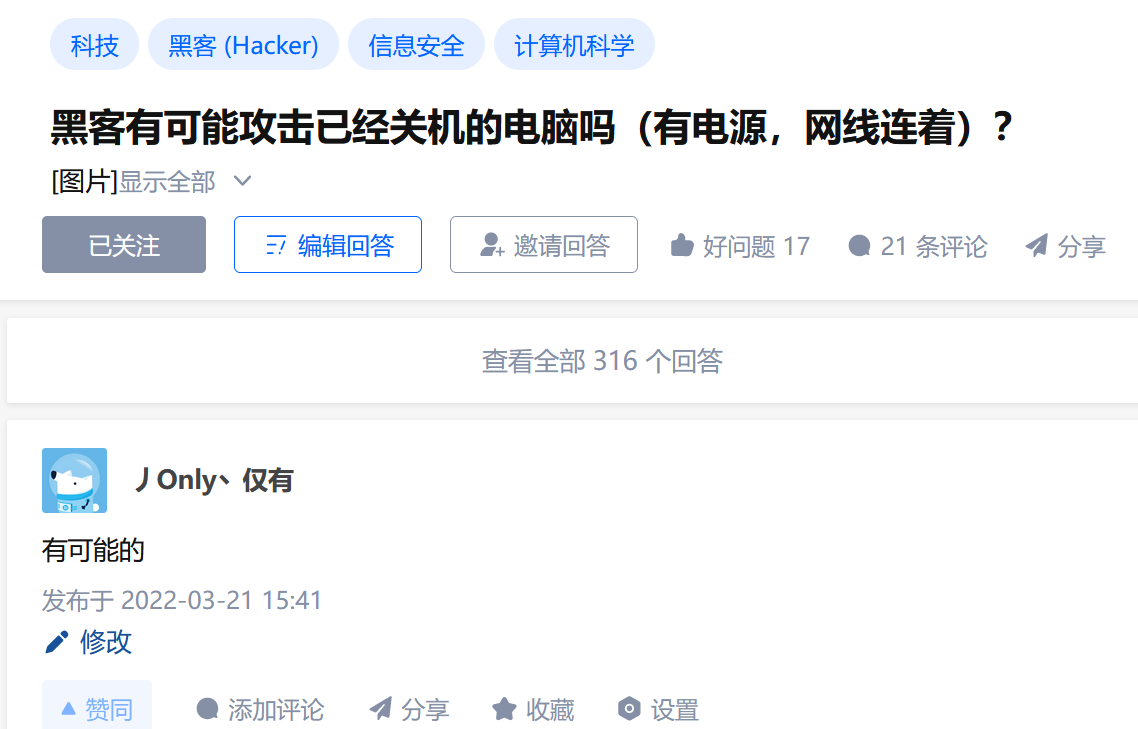 科技 黑客 (Hacker) 信息安全 计算机科学
黑客有可能攻击已经关机的电脑吗（有电源，网线连着）？
[图片]显示全部
已关注 编辑回答 邀请回答 好问题 17 21 条评论 分享
查看全部 316 个回答
丿Only丶仅有
有可能的
发布于 2022-03-21 15:41
修改
赞同 添加评论 分享 收藏 设置